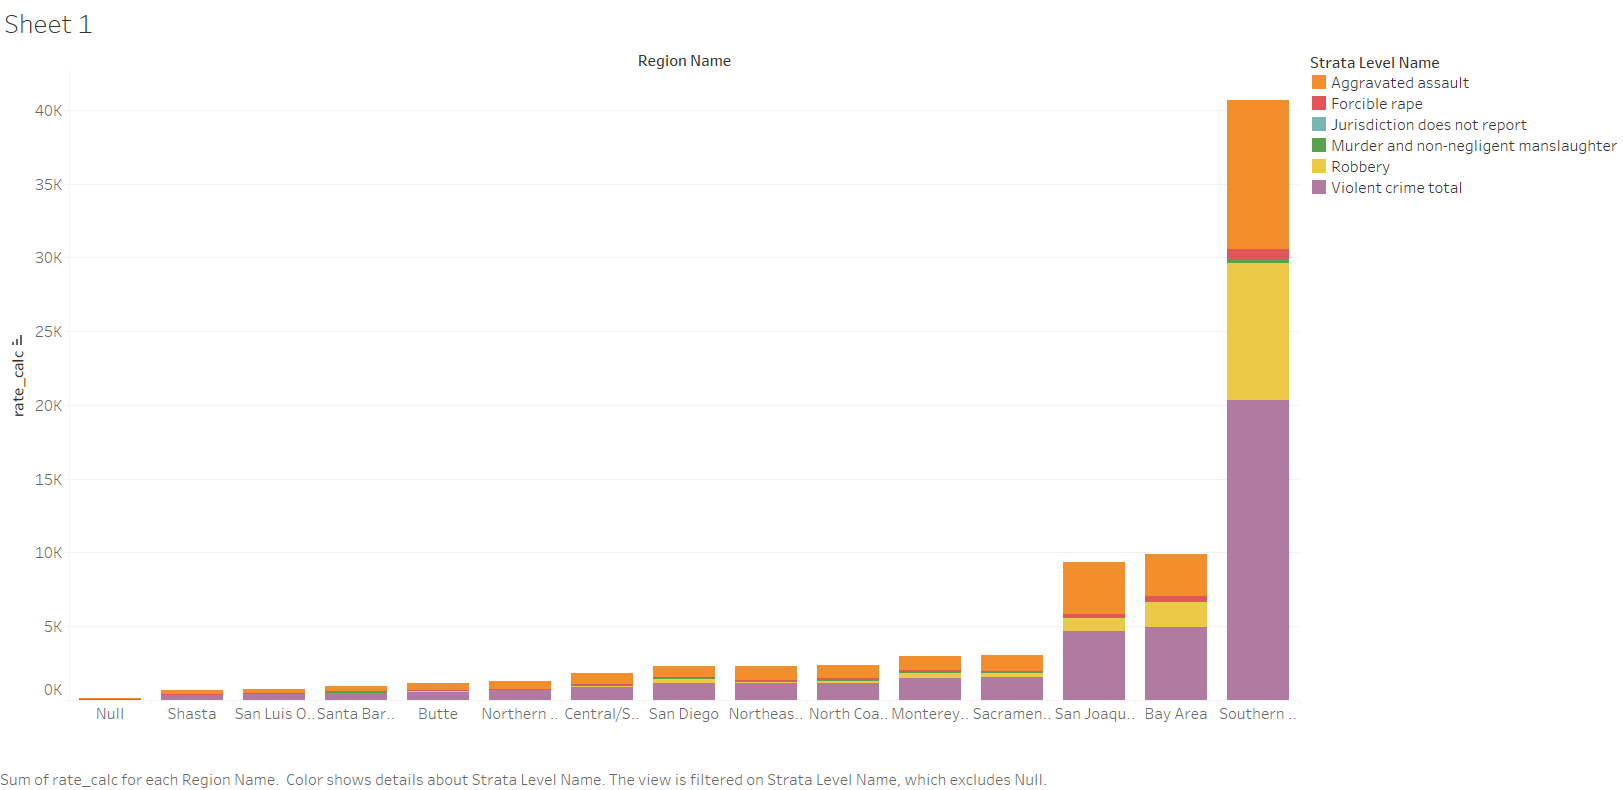 Sheet 1
Region Name
Strata Level Name
Aggravated assault
Forcible rape
Jurisdiction does not report
Murder and non-negligent manslaughter
Robbery
Violent crime total
rate_calc
40K
35K
30K
25K
20K
15K
10K
5K
0K
Null Shasta San Luis O.. Santa Bar.. Butte Northern .. Central/S.. San Diego Northeas.. North Coa.. Monterey.. Sacramen.. San Joaqu.. Bay Area Southern ..
Sum of rate_calc for each Region Name. Color shows details about Strata Level Name. The view is filtered on Strata Level Name, which excludes Null.